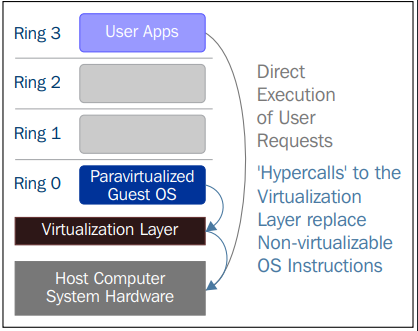 Ring 3
User Apps
Ring 2
Ring 1
Ring 0
Paravirtualized
Guest OS
Virtualization Layer
Host Computer
System Hardware
Direct
Execution
of User
Requests
'Hypercalls' to the
Virtualization
Layer replace
Non-virtualizable
OS Instructions